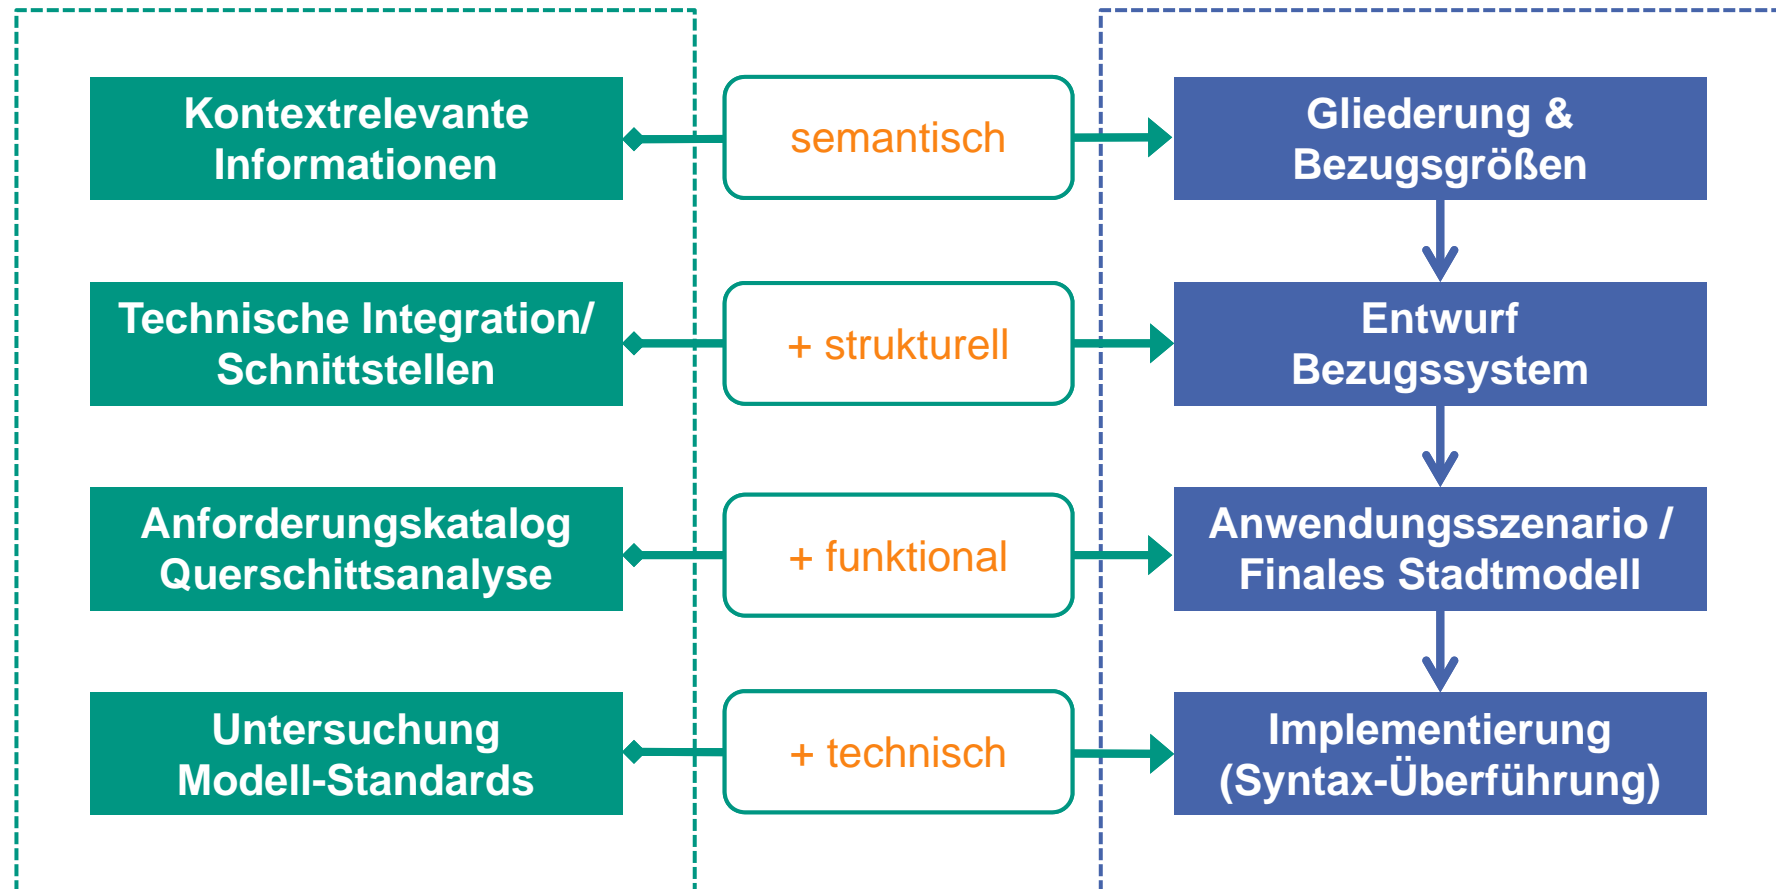 Kontextrelevante
Informationen
semantisch
Gliederung &
Bezugsgrößen
Technische Integration/
Schnittstellen
+ strukturell
Entwurf
Bezugssystem
Anforderungskatalog
Querschittsanalyse
+ funktional
Anwendungsszenario /
Finales Stadtmodell
Untersuchung
Modell-Standards
+ technisch
Implementierung
(Syntax-Überführung)